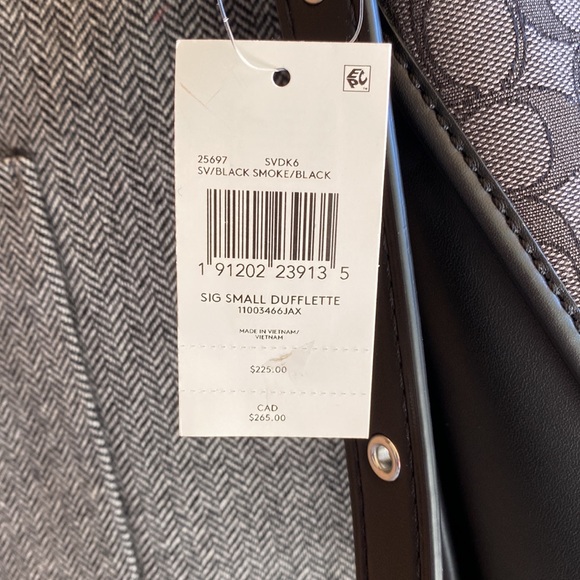 25697 SVDK6
SV/BLACK SMOKE/BLACK
1 91202 23913 5
SIG SMALL DUFFLETTE
11003466JAX
MADE IN VIETNAM/
VIETNAM
$225.00
CAD
$265.00